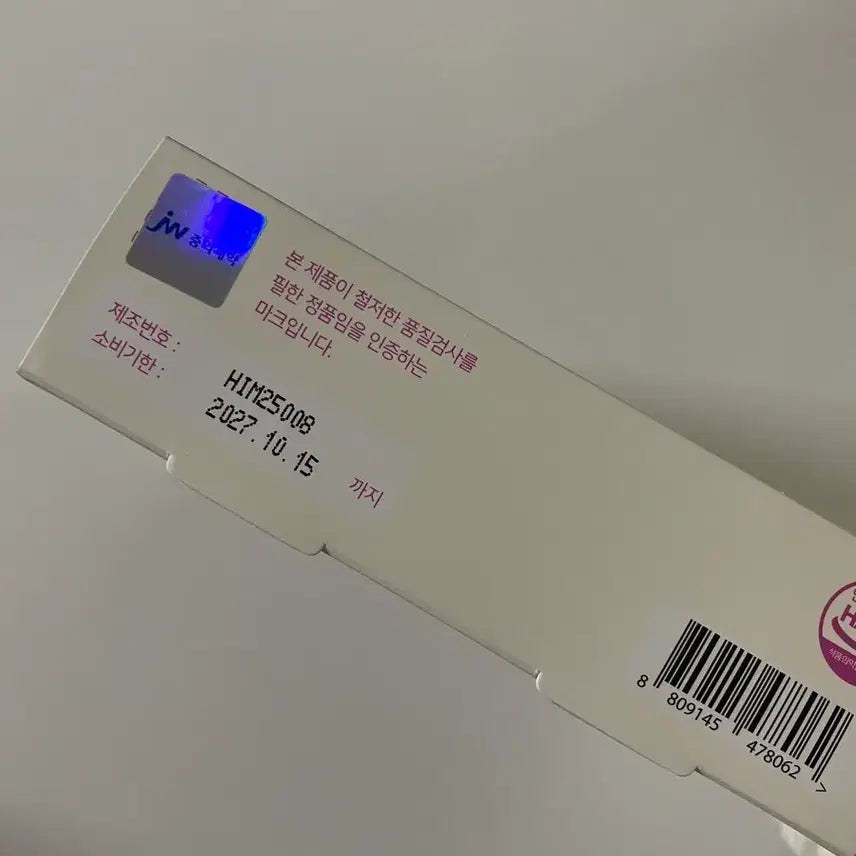 jw 중외제약
본 제품이 철저한 품질검사를
필한 정품임을 인증하는
마크입니다.
제조번호 : HIM25008
소비기한 : 2027.10.15 까지
8 809145 478062 >